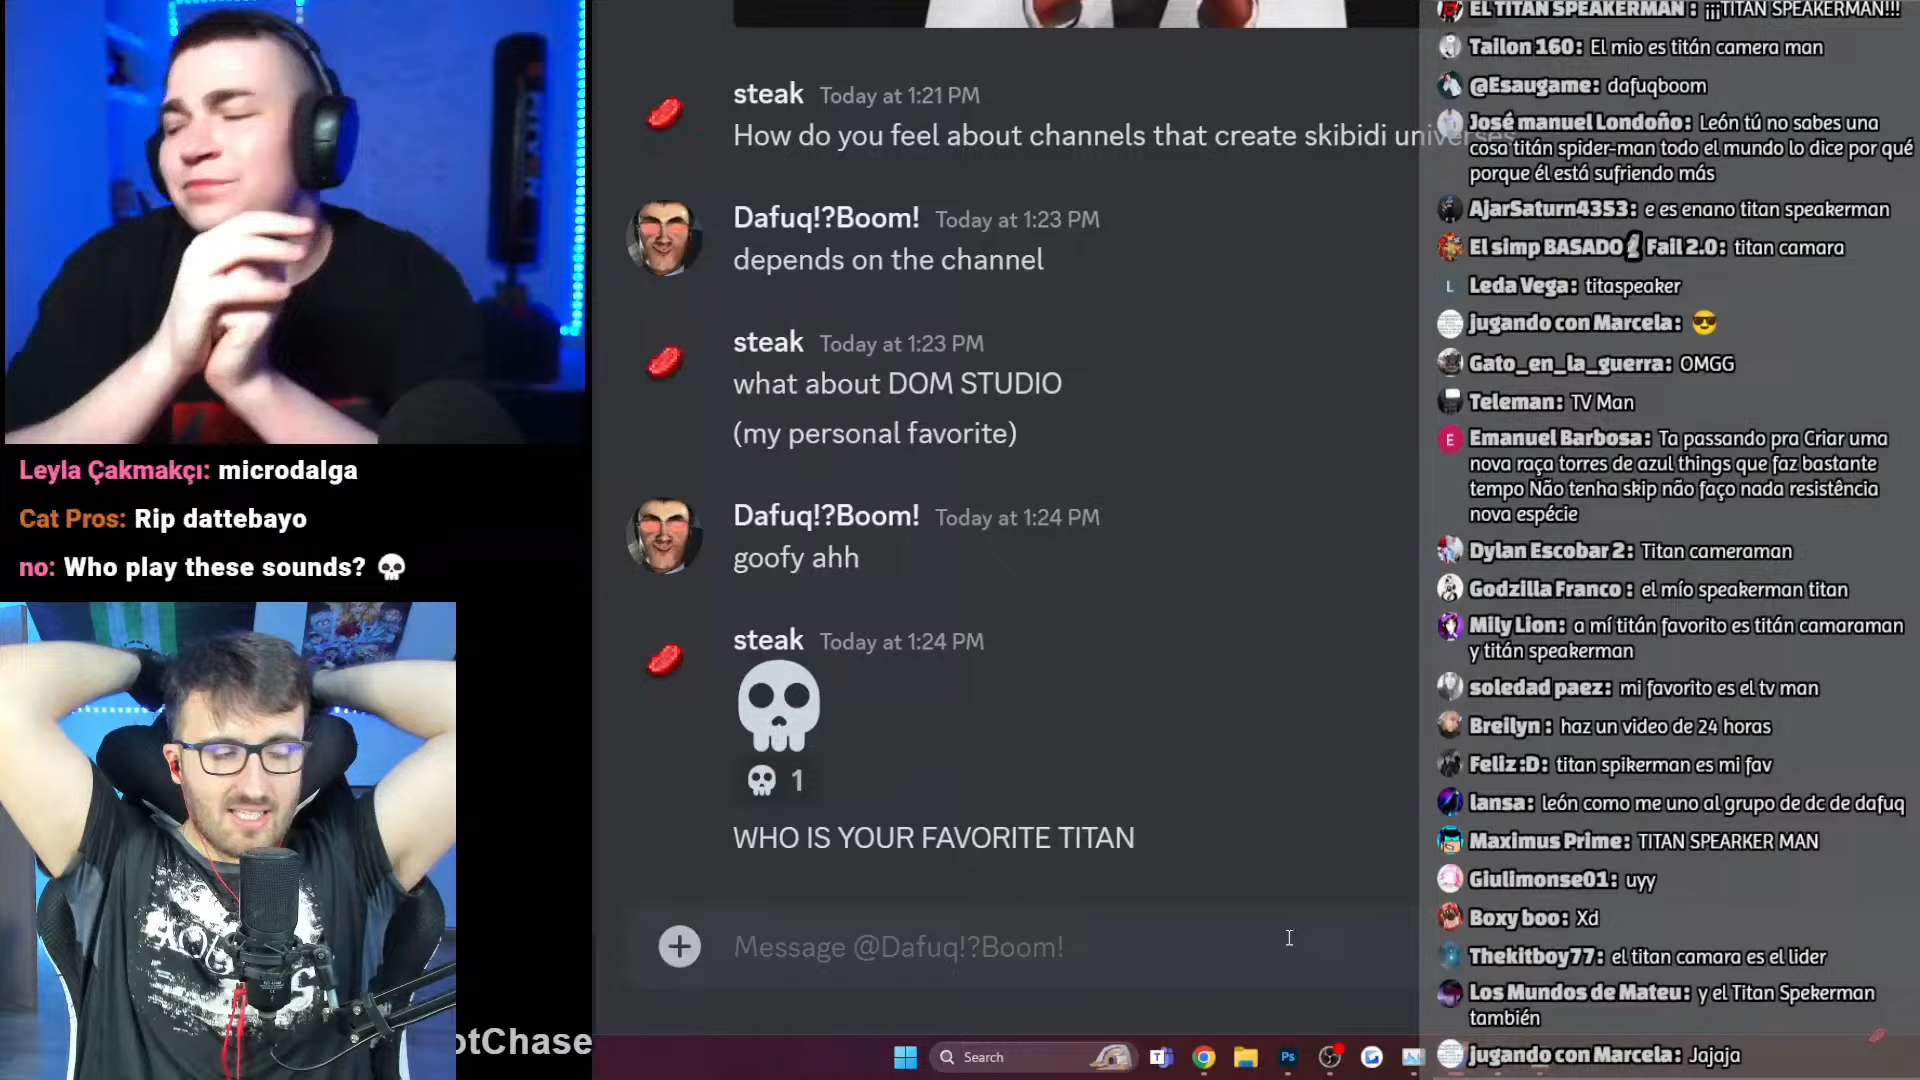 Leyla Çakmakçı: microdalga
Cat Pros: Rip dattebayo
no: Who play these sounds? 💀
otChase
steak Today at 1:21 PM
How do you feel about channels that create skibidi universes
Dafuq!?Boom! Today at 1:23 PM
depends on the channel
steak Today at 1:23 PM
what about DOM STUDIO
(my personal favorite)
Dafuq!?Boom! Today at 1:24 PM
goofy ahh
steak Today at 1:24 PM
💀
💀 1
WHO IS YOUR FAVORITE TITAN
Message @Dafuq!?Boom!
Search
Ps
EL TITAN SPEAKERMAN : ¡¡¡TITAN SPEAKERMAN!!!
Tailon 160: El mio es titán camera man
@Esaugame: dafuqboom
José manuel Londoño: León tú no sabes una
cosa titán spider-man todo el mundo lo dice por qué
porque él está sufriendo más
AjarSaturn4353: e es enano titan speakerman
El simp BASADO Fail 2.0: titan camara
L Leda Vega: titaspeaker
jugando con Marcela: 😎
Gato_en_la_guerra: OMGG
Teleman: TV Man
E Emanuel Barbosa: Ta passando pra Criar uma
nova raça torres de azul things que faz bastante
tempo Não tenha skip não faço nada resistência
nova espécie
Dylan Escobar 2: Titan cameraman
Godzilla Franco : el mío speakerman titan
Mily Lion: a mí titán favorito es titán camaraman
y titán speakerman
soledad paez: mi favorito es el tv man
Breilyn : haz un video de 24 horas
Feliz :D: titan spikerman es mi fav
lansa: león como me uno al grupo de dc de dafuq
Maximus Prime: TITAN SPEARKER MAN
Giulimonse01: uyy
Boxy boo: Xd
Thekitboy77: el titan camara es el lider
Los Mundos de Mateu: y el Titan Spekerman
también
jugando con Marcela: Jajaja